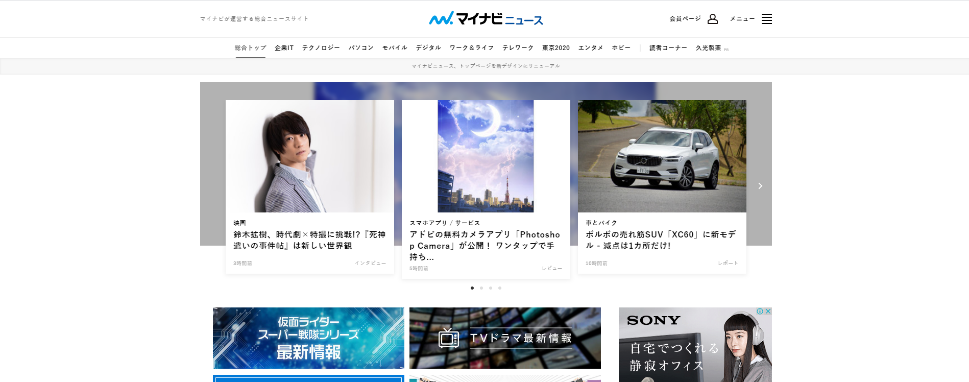 マイナビが運営する総合ニュースサイト
マイナビニュース
会員ページ
メニュー
総合トップ 企業IT テクノロジー パソコン モバイル デジタル ワーク＆ライフ テレワーク 東京2020 エンタメ ホビー 読者コーナー 久光製薬
マイナビニュース、トップページを新デザインにリニューアル
映画
鈴木拡樹、時代劇×特撮に挑戦!?『死神
遣いの事件帖』は新しい世界観
インタビュー
スマホアプリ / サービス
アドビの無料カメラアプリ「Photosho
p Camera」が公開！ ワンタップで手
持ち...
レビュー
車とバイク
ボルボの売れ筋SUV「XC60」に新モデ
ル - 減点は1カ所だけ!
レポート
仮面ライダー
スーパー戦隊シリーズ
最新情報
TVドラマ最新情報
SONY
自宅でつくれる
静寂オフィス